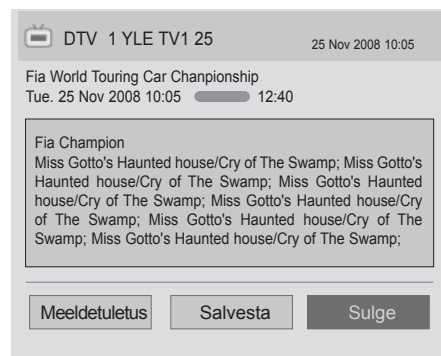 DTV 1 YLE TV1 25
25 Nov 2008 10:05
Fia World Touring Car Chanpionship
Tue. 25 Nov 2008 10:05 12:40
Fia Champion
Miss Gotto's Haunted house/Cry of The Swamp; Miss Gotto's
Haunted house/Cry of The Swamp; Miss Gotto's Haunted
house/Cry of The Swamp; Miss Gotto's Haunted house/Cry
of The Swamp; Miss Gotto's Haunted house/Cry of The
Swamp; Miss Gotto's Haunted house/Cry of The Swamp;
Meeldetuletus Salvesta Sulge